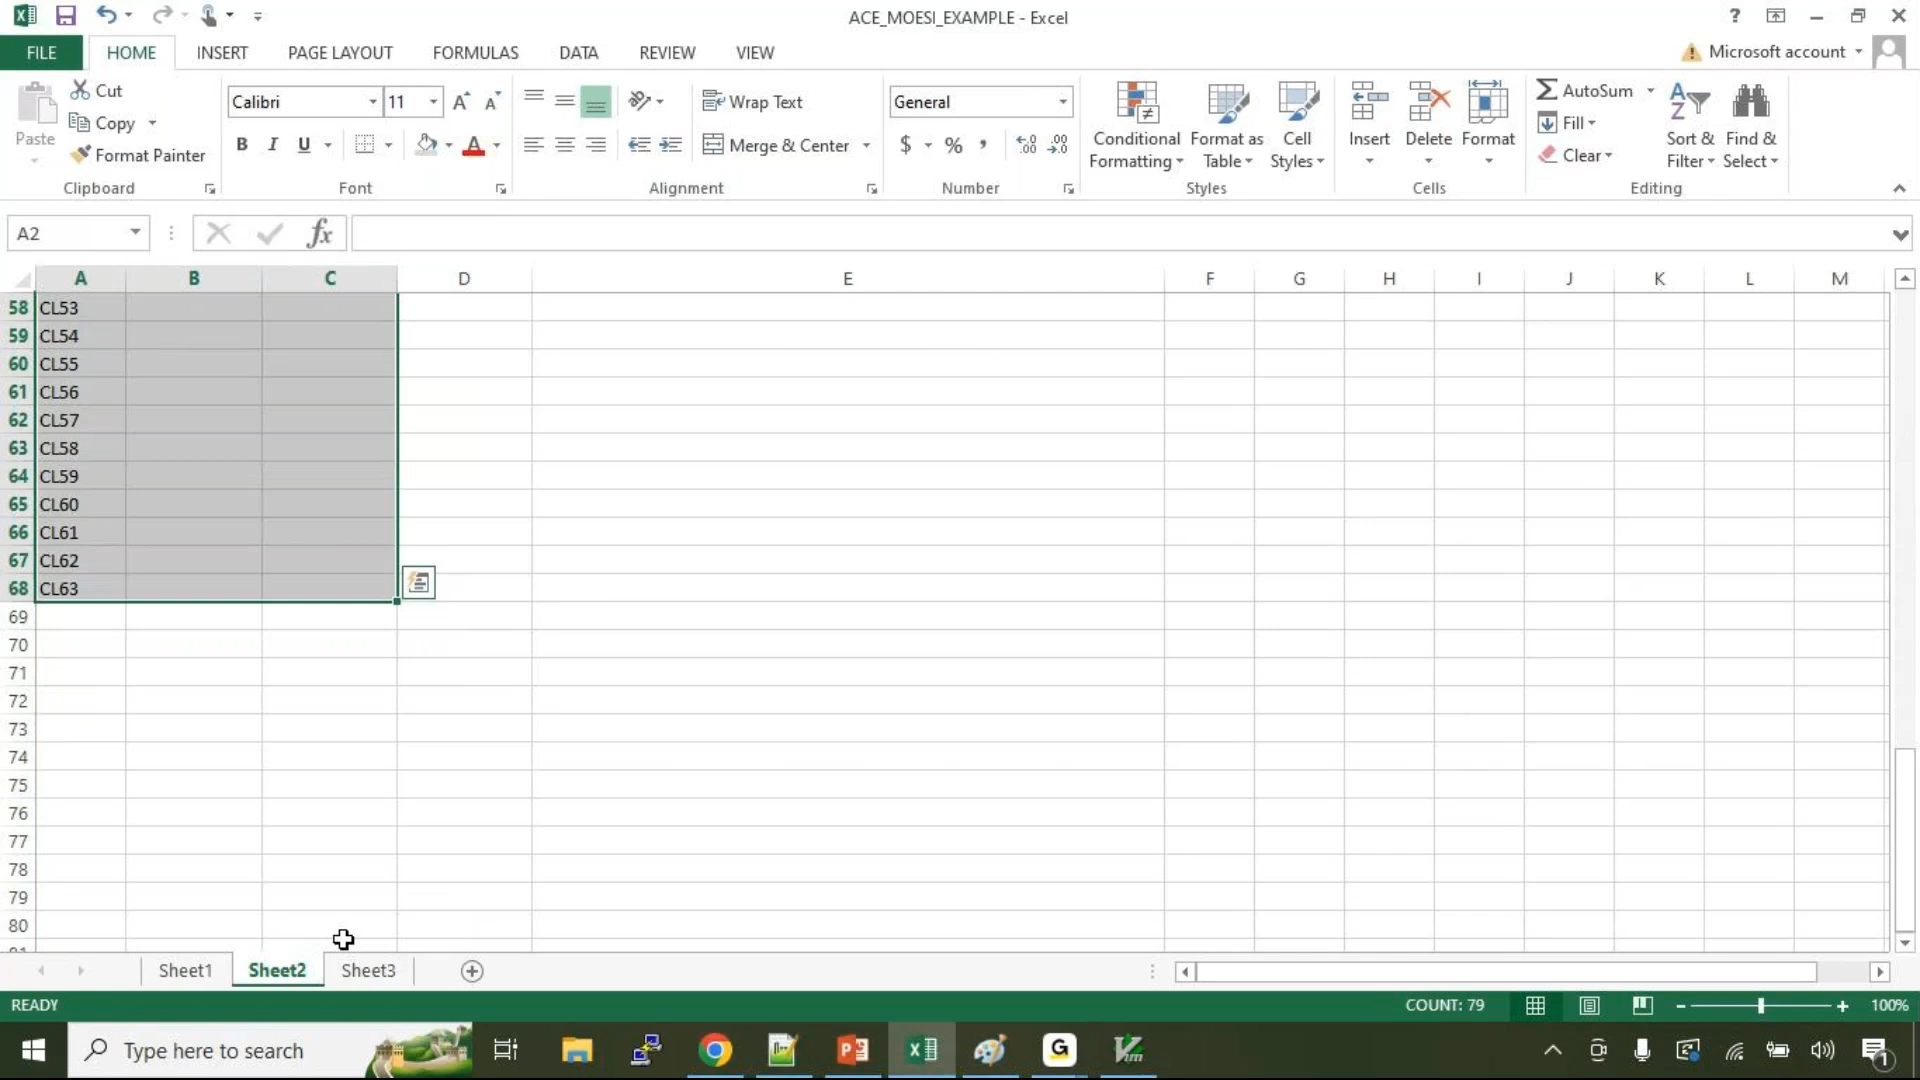 ACE_MOESI_EXAMPLE - Excel
?
FILE HOME INSERT PAGE LAYOUT FORMULAS DATA REVIEW VIEW Microsoft account
Paste
Cut
Copy
Format Painter
Clipboard
Calibri 11
B I U
Font
Wrap Text
Merge & Center
Alignment
General
$ % ,
Number
Conditional Formatting
Format as Table
Cell Styles
Styles
Insert Delete Format
Cells
AutoSum
Fill
Clear
Sort & Filter
Find & Select
Editing
A2 fx
A B C D E F G H I J K L M
58 CL53
59 CL54
60 CL55
61 CL56
62 CL57
63 CL58
64 CL59
65 CL60
66 CL61
67 CL62
68 CL63
69
70
71
72
73
74
75
76
77
78
79
80
Sheet1 Sheet2 Sheet3
READY COUNT: 79 100%
Type here to search